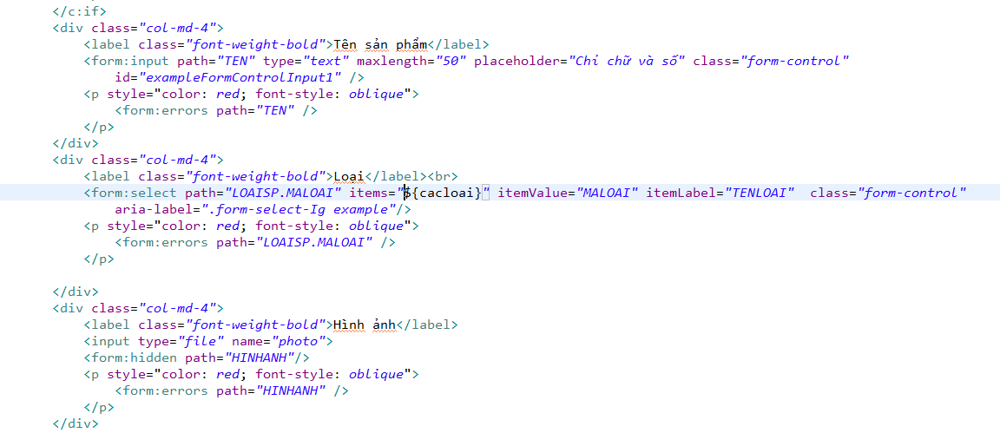 </c:if>
<div class="col-md-4">
<label class="font-weight-bold">Tên sản phẩm</label>
<form:input path="TEN" type="text" maxlength="50" placeholder="Chỉ chữ và số" class="form-control"
id="exampleFormControlInput1" />
<p style="color: red; font-style: oblique">
<form:errors path="TEN" />
</p>
</div>
<div class="col-md-4">
<label class="font-weight-bold">Loại</label><br>
<form:select path="LOAISP.MALOAI" items="${cacloai}" itemValue="MALOAI" itemLabel="TENLOAI"  class="form-control"
aria-label=".form-select-Ig example"/>
<p style="color: red; font-style: oblique">
<form:errors path="LOAISP.MALOAI" />
</p>
</div>
<div class="col-md-4">
<label class="font-weight-bold">Hình ảnh</label>
<input type="file" name="photo">
<form:hidden path="HINHANH"/>
<p style="color: red; font-style: oblique">
<form:errors path="HINHANH" />
</p>
</div>